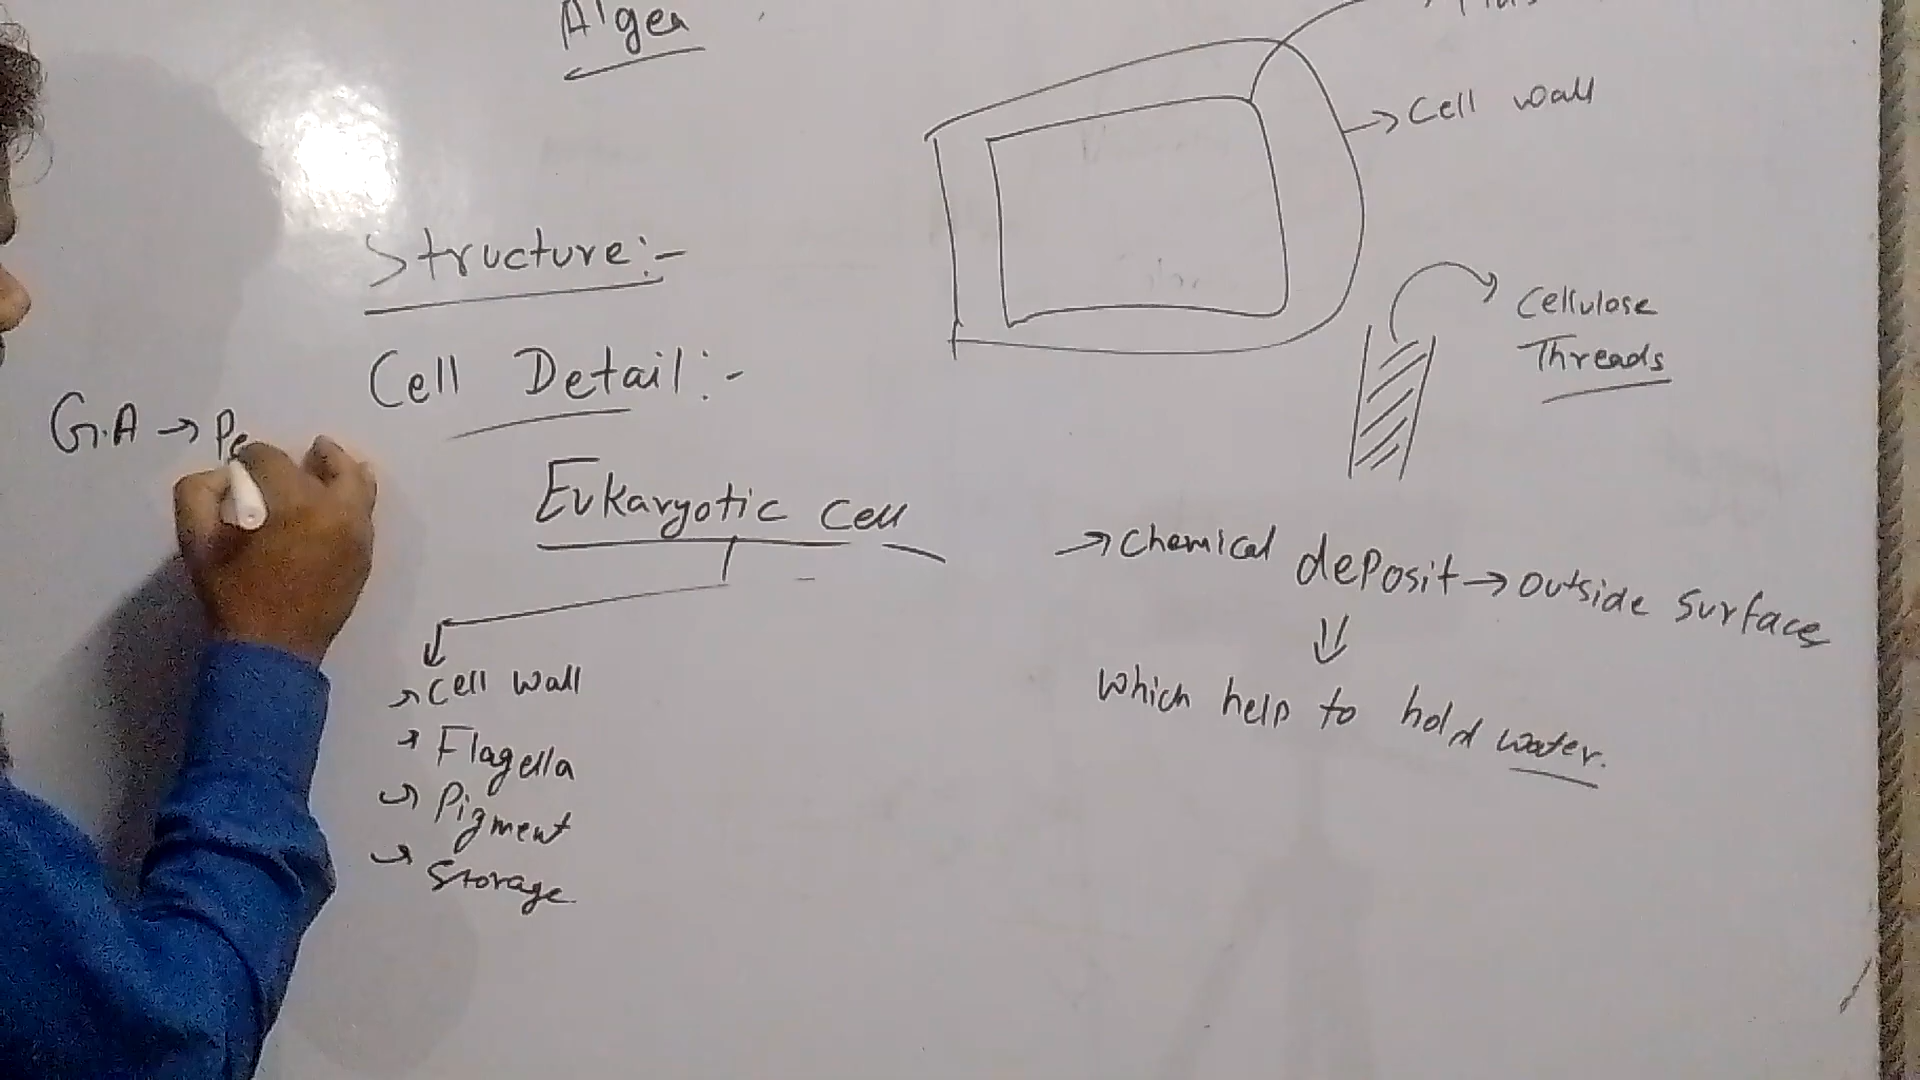 Algea
Cell wall
Structure:-
Cellulose
Threads
Cell Detail:-
G.A → Pe
Eukaryotic Cell
→ Chemical deposit → outside surface
which help to hold water.
→ Cell wall
→ Flagella
→ Pigment
→ Storage